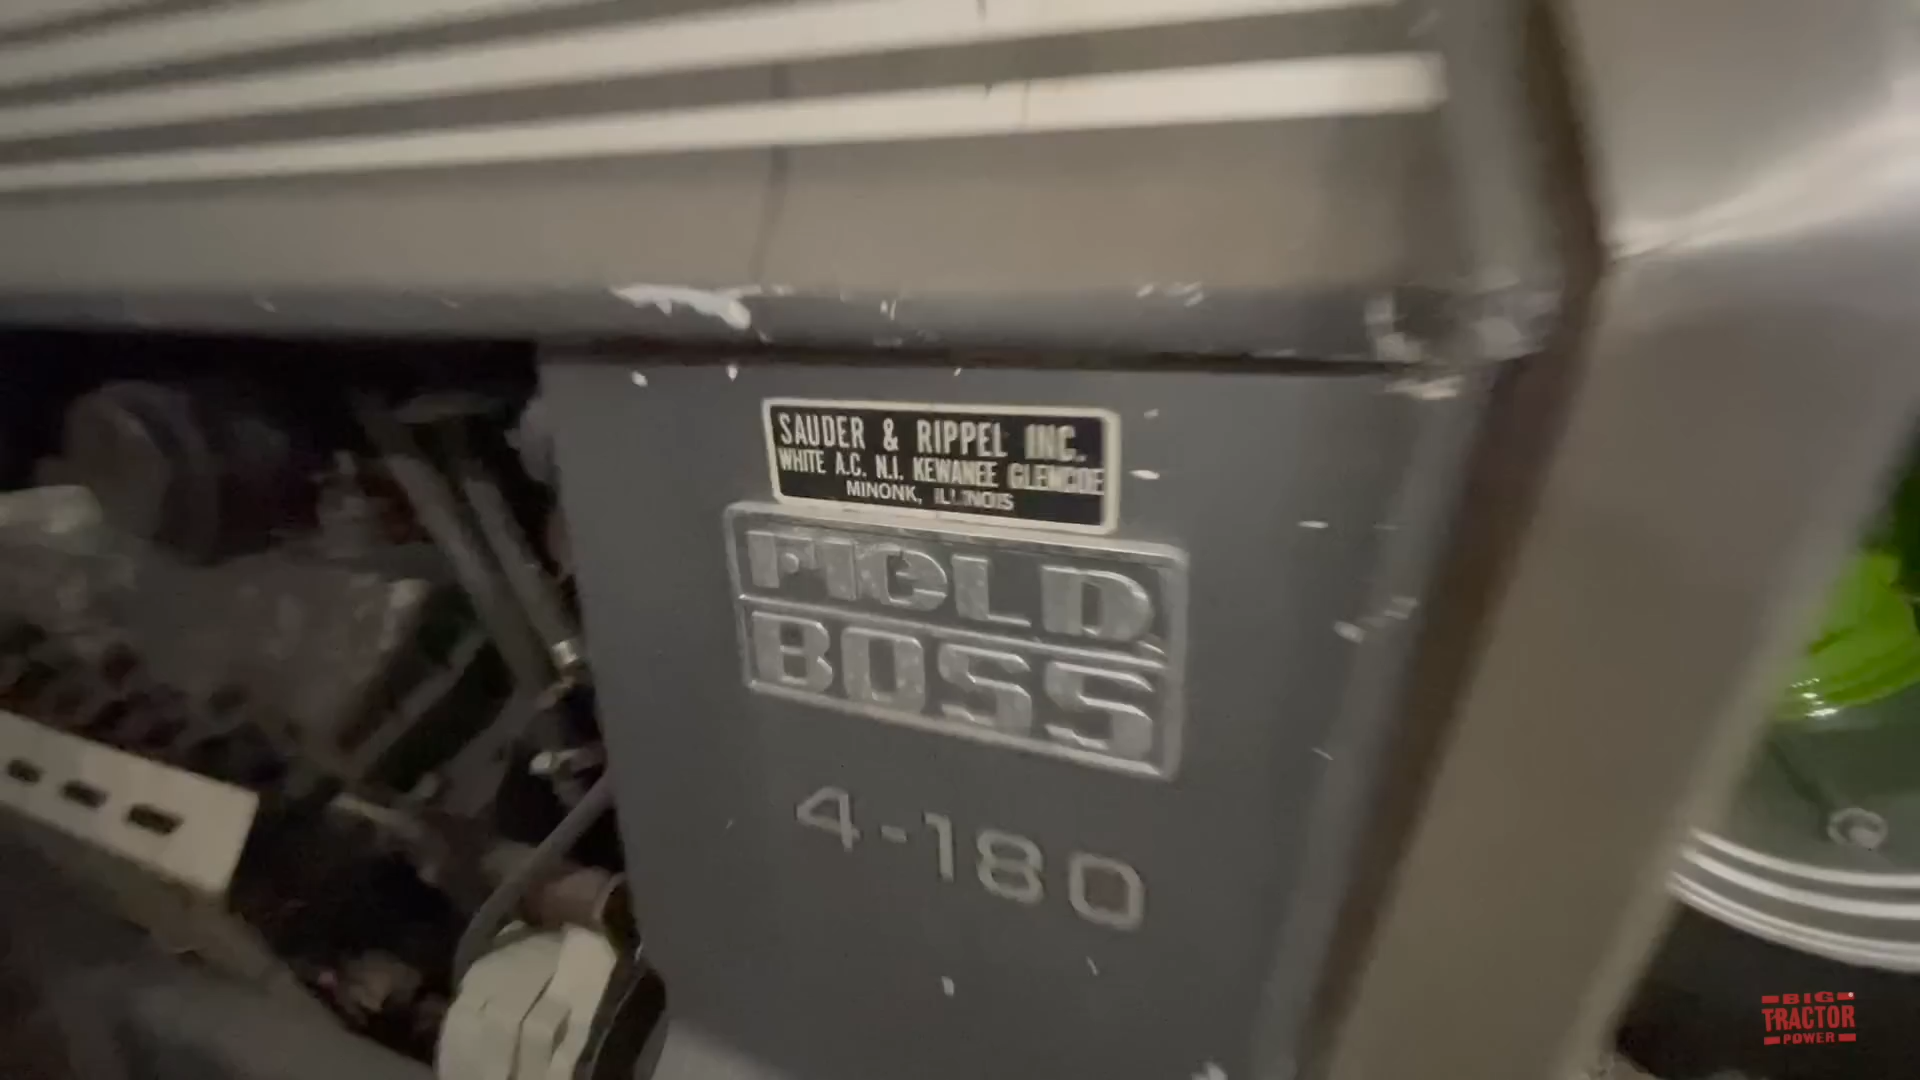 SAUDER & RIPPEL INC.
WHITE A.C. N.I. KEWANEE GLENCOE
MINONK, ILLINOIS
FIELD
BOSS
4-180
BIG
TRACTOR
POWER